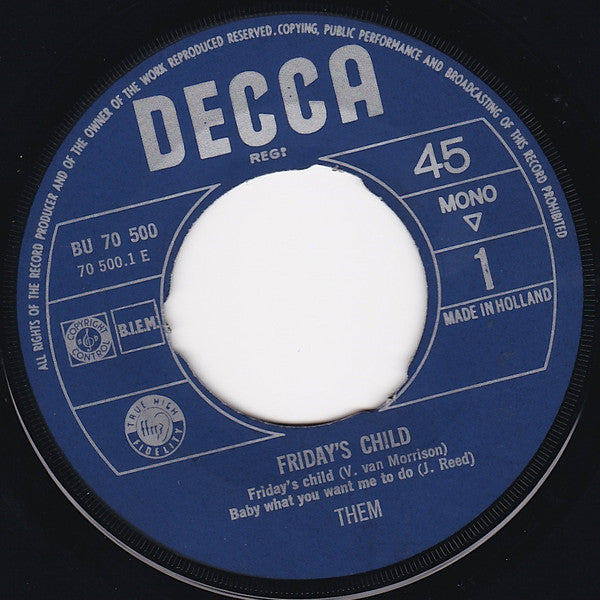 ALL RIGHTS OF THE RECORD PRODUCER AND OF THE OWNER OF THE WORK REPRODUCED RESERVED. COPYING, PUBLIC PERFORMANCE AND BROADCASTING OF THIS RECORD PROHIBITED
DECCA
REG!
45
MONO
1
MADE IN HOLLAND
BU 70 500
70 500.1 E
COPYRIGHT CONTROL
B.I.E.M.
TRUE HIGH FIDELITY
ffrr
FRIDAY'S CHILD
Friday's child (V. van Morrison)
Baby what you want me to do (J. Reed)
THEM